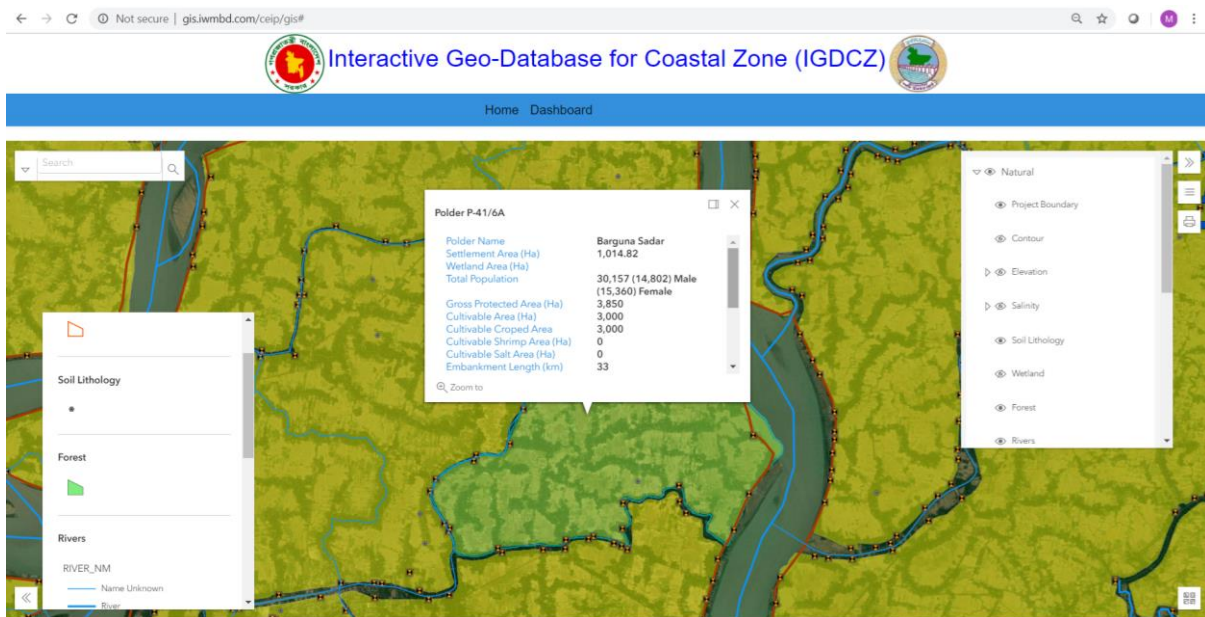 Not secure | gis.iwmbd.com/ceip/gis#
M
Interactive Geo-Database for Coastal Zone (IGDCZ)
Home Dashboard
Search
Polder P-41/6A
Polder Name Barguna Sadar
Settlement Area (Ha) 1,014.82
Wetland Area (Ha)
Total Population 30,157 (14,802) Male
(15,360) Female
Gross Protected Area (Ha) 3,850
Cultivable Area (Ha) 3,000
Cultivable Croped Area 3,000
Cultivable Shrimp Area (Ha) 0
Cultivable Salt Area (Ha) 0
Embankment Length (km) 33
Zoom to
Soil Lithology
Forest
Rivers
RIVER_NM
Name Unknown
River
Natural
Project Boundary
Contour
Elevation
Salinity
Soil Lithology
Wetland
Forest
Rivers